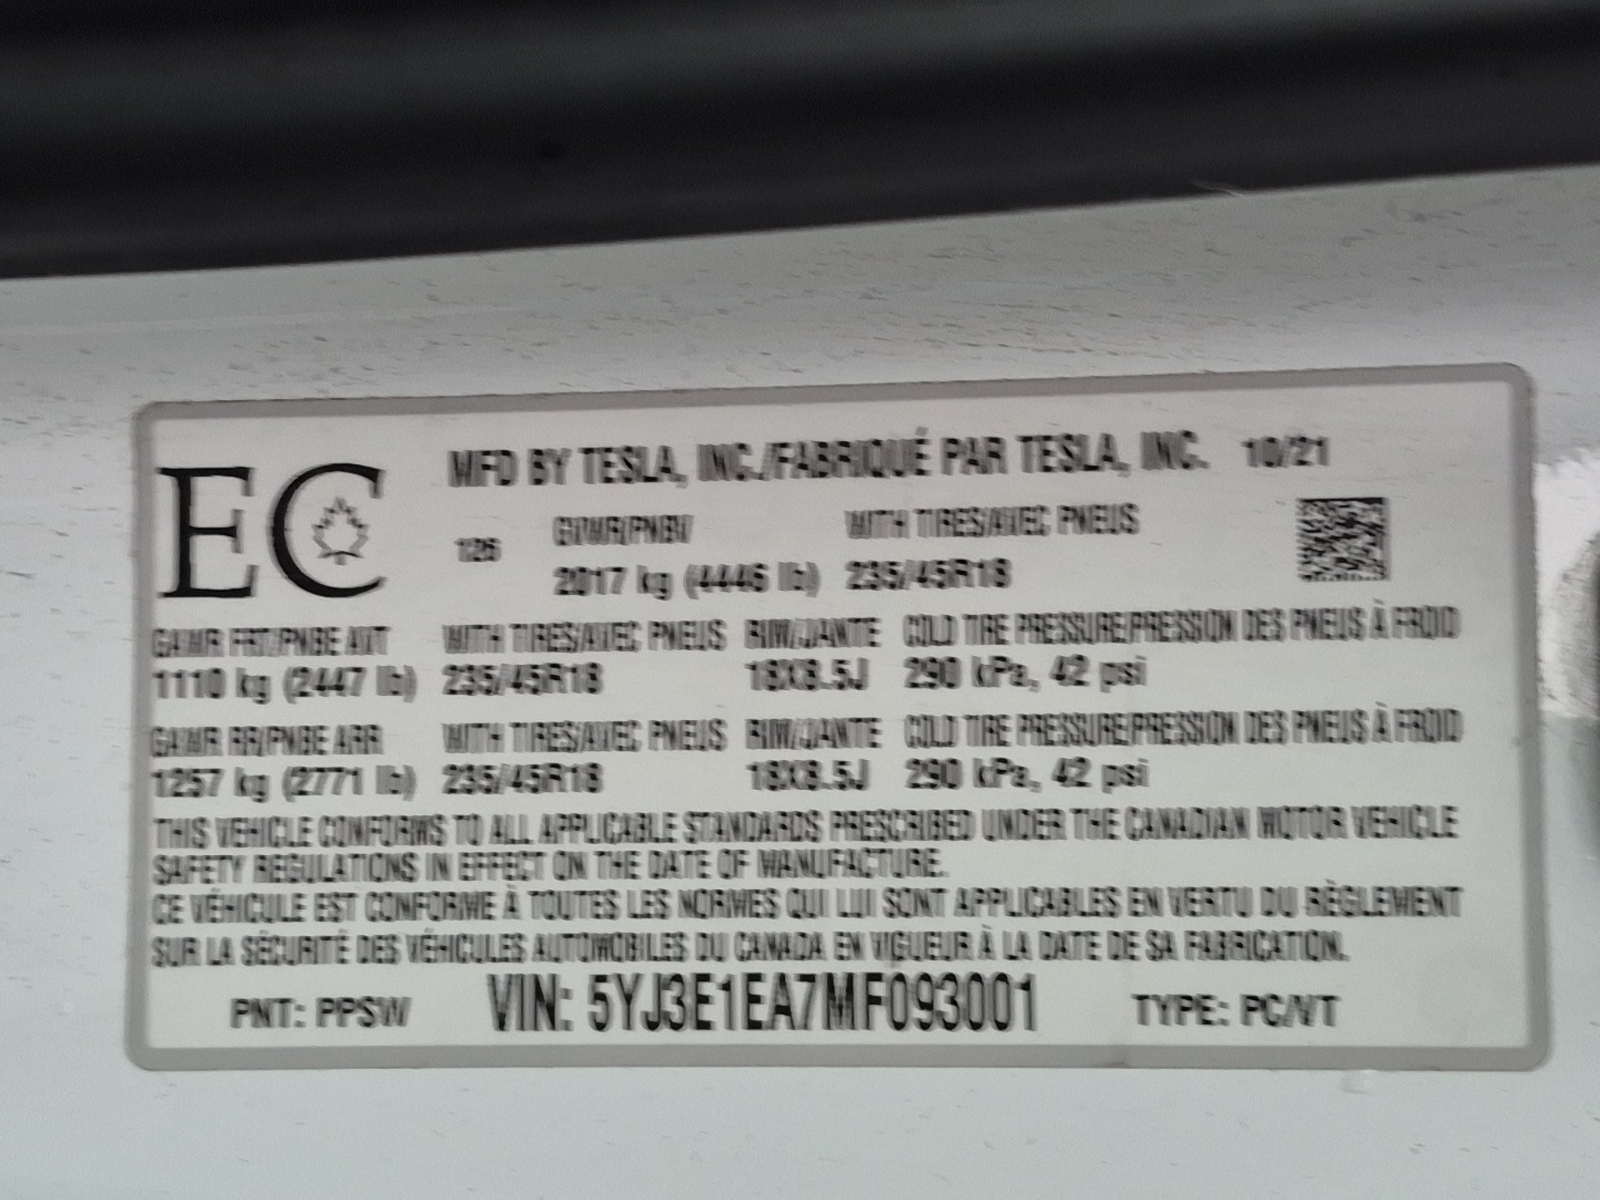 EC
MFD BY TESLA, INC./FABRIQUÉ PAR TESLA, INC. 10/21
126 GVWR/PNBV WITH TIRES/AVEC PNEUS
2017 kg (4446 lb) 235/45R18
GAWR FRT/PNBE AVT WITH TIRES/AVEC PNEUS RIM/JANTE COLD TIRE PRESSURE/PRESSION DES PNEUS À FROID
1110 kg (2447 lb) 235/45R18 18X8.5J 290 kPa, 42 psi
GAWR RR/PNBE ARR WITH TIRES/AVEC PNEUS RIM/JANTE COLD TIRE PRESSURE/PRESSION DES PNEUS À FROID
1257 kg (2771 lb) 235/45R18 18X8.5J 290 kPa, 42 psi
THIS VEHICLE CONFORMS TO ALL APPLICABLE STANDARDS PRESCRIBED UNDER THE CANADIAN MOTOR VEHICLE
SAFETY REGULATIONS IN EFFECT ON THE DATE OF MANUFACTURE.
CE VÉHICULE EST CONFORME À TOUTES LES NORMES QUI LUI SONT APPLICABLES EN VERTU DU RÈGLEMENT
SUR LA SÉCURITÉ DES VÉHICULES AUTOMOBILES DU CANADA EN VIGUEUR À LA DATE DE SA FABRICATION.
PNT: PPSW VIN: 5YJ3E1EA7MF093001 TYPE: PC/VT